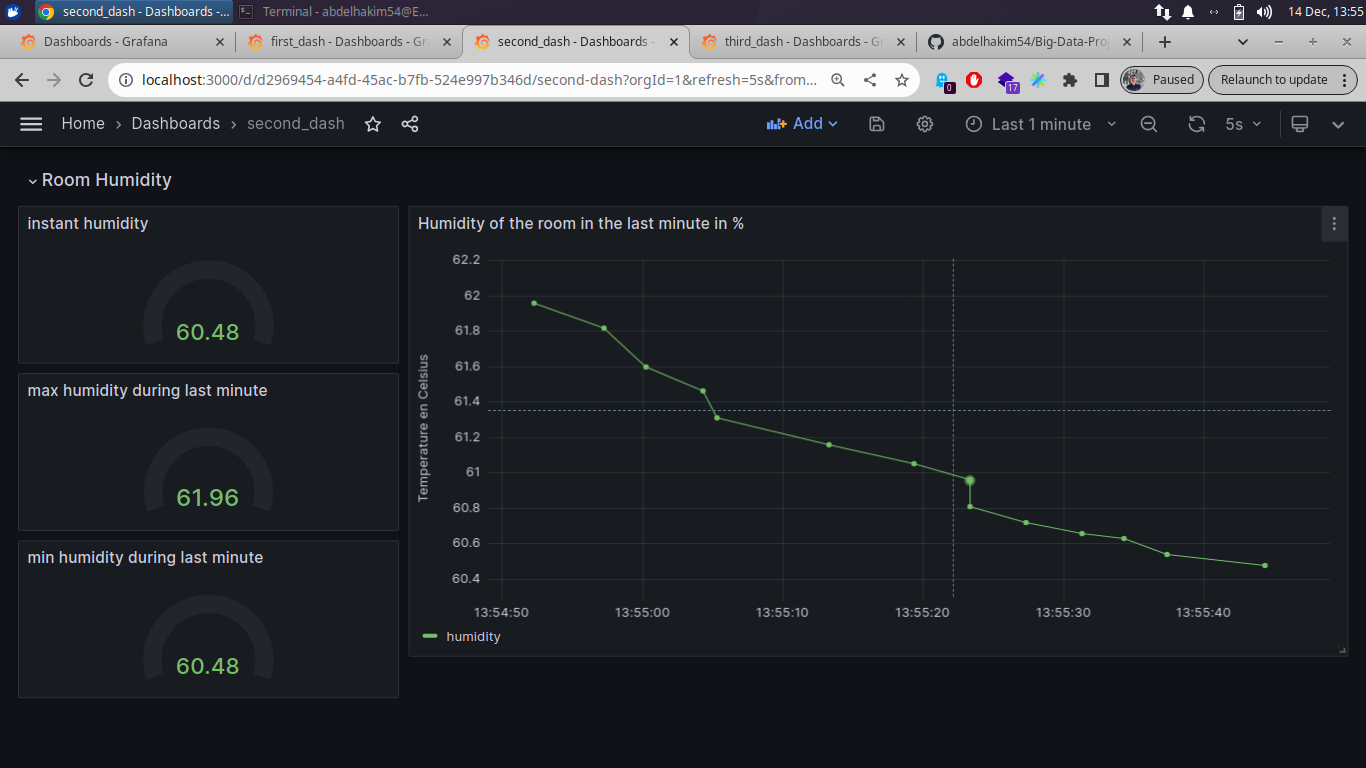 second_dash - Dashboards -...
Terminal - abdelhakim54@E...
14 Dec, 13:55
Dashboards - Grafana
first_dash - Dashboards - Gr
second_dash - Dashboards -
third_dash - Dashboards - G
abdelhakim54/Big-Data-Proj
localhost:3000/d/d2969454-a4fd-45ac-b7fb-524e997b346d/second-dash?orgId=1&refresh=5s&from...
0
17
Paused
Relaunch to update
Home › Dashboards › second_dash
Add
Last 1 minute
5s
Room Humidity
instant humidity
60.48
max humidity during last minute
61.96
min humidity during last minute
60.48
Humidity of the room in the last minute in %
Temperature en Celsius
62.2
62
61.8
61.6
61.4
61.2
61
60.8
60.6
60.4
13:54:50 13:55:00 13:55:10 13:55:20 13:55:30 13:55:40
humidity